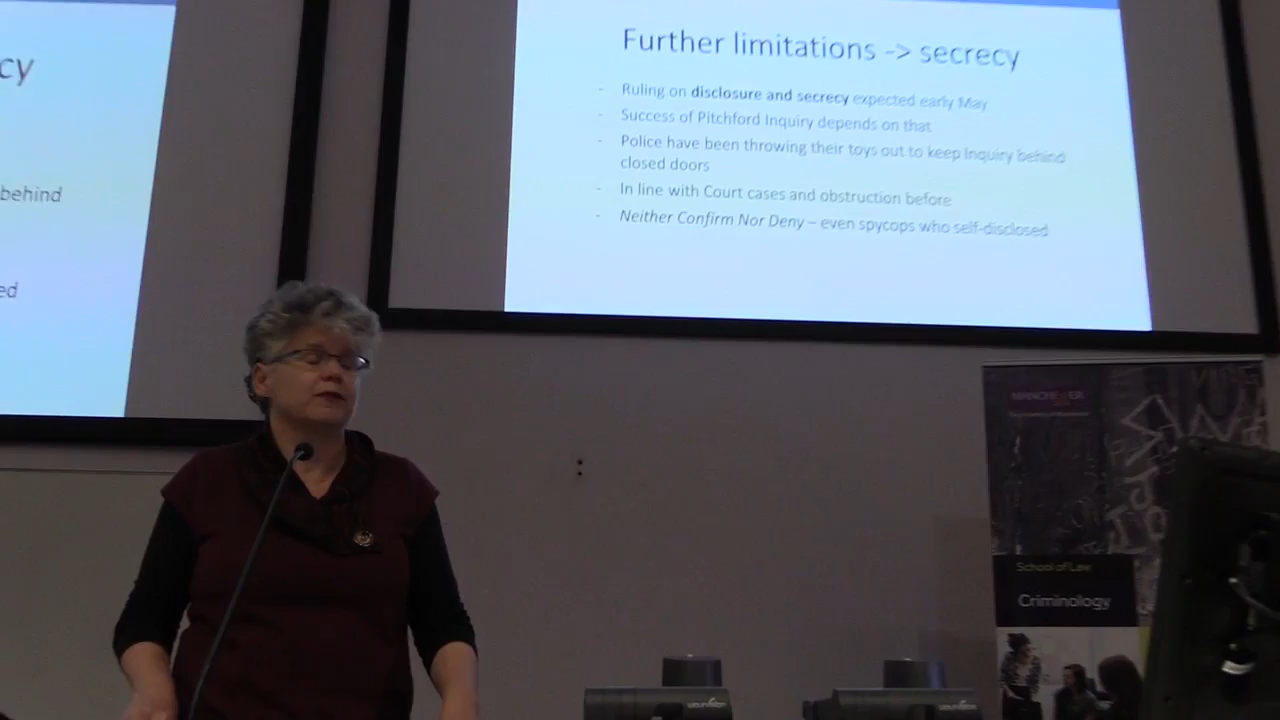 cy
behind
ed
Further limitations -> secrecy
- Ruling on disclosure and secrecy expected early May
- Success of Pitchford Inquiry depends on that
- Police have been throwing their toys out to keep Inquiry behind
closed doors
- In line with Court cases and obstruction before
- Neither Confirm Nor Deny – even spycops who self-disclosed
MANCHESTER
School of Law
Criminology